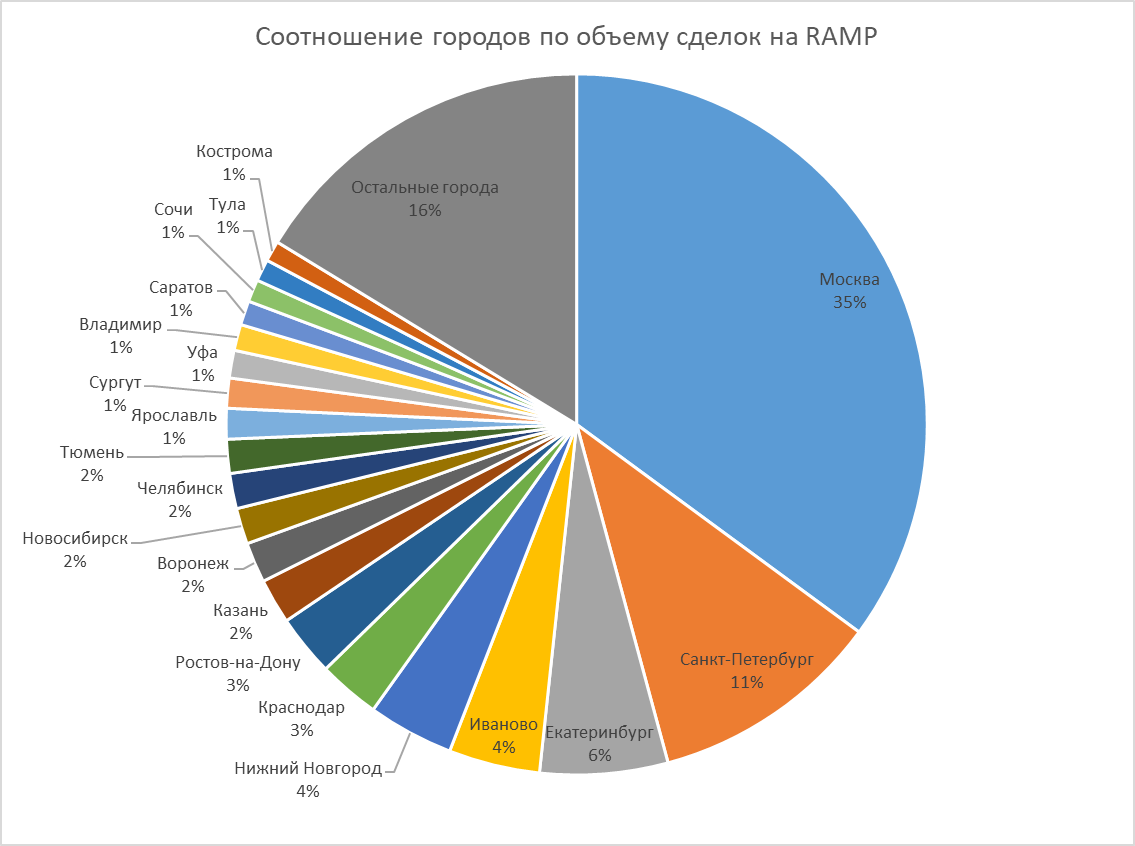 Соотношение городов по объему сделок на RAMP
Москва
35%
Санкт-Петербург
11%
Екатеринбург
6%
Иваново
4%
Нижний Новгород
4%
Краснодар
3%
Ростов-на-Дону
3%
Казань
2%
Воронеж
2%
Новосибирск
2%
Челябинск
2%
Тюмень
2%
Ярославль
1%
Сургут
1%
Уфа
1%
Владимир
1%
Саратов
1%
Сочи
1%
Тула
1%
Кострома
1%
Остальные города
16%